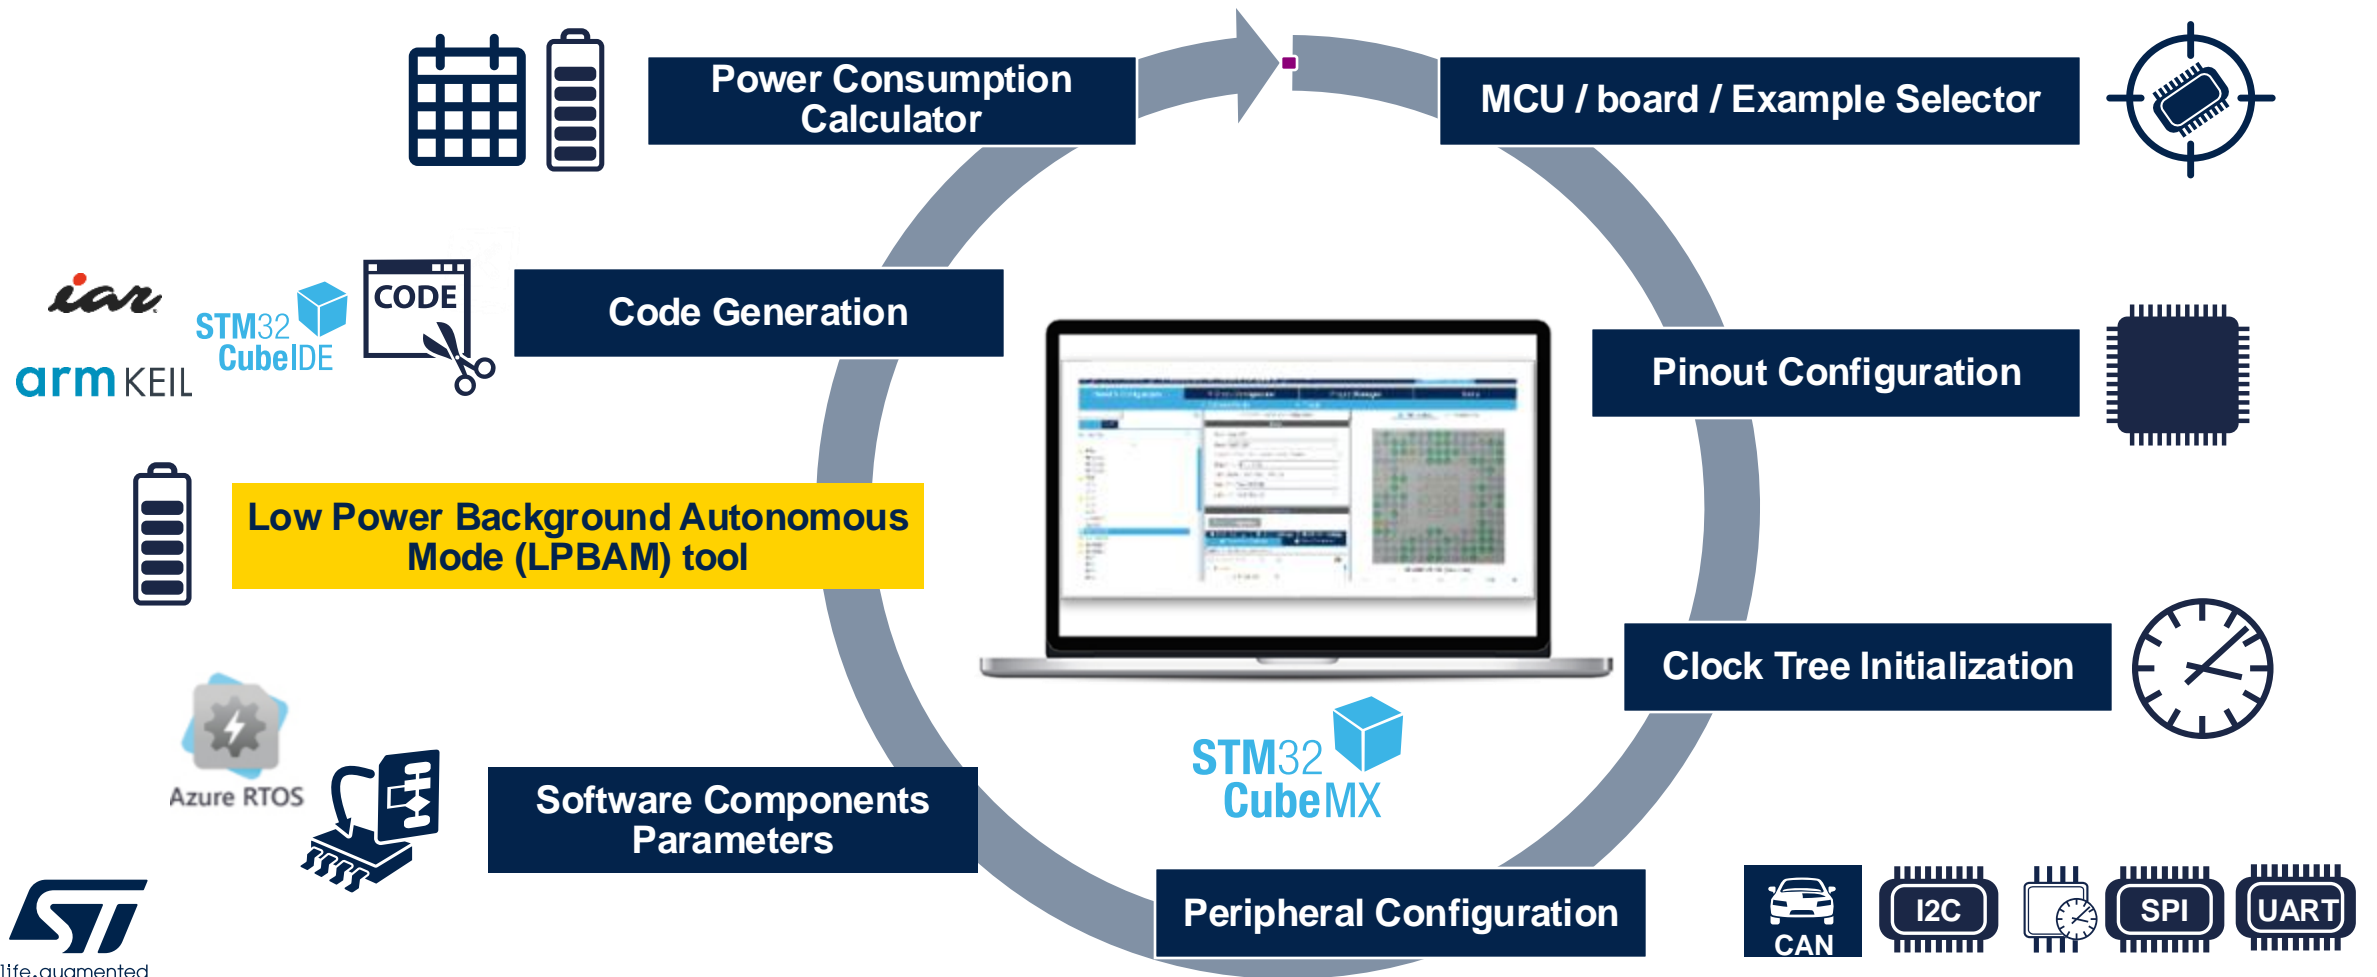 Power Consumption
Calculator
MCU / board / Example Selector
iar
STM32
CubeIDE
CODE
arm KEIL
Code Generation
Pinout Configuration
Low Power Background Autonomous
Mode (LPBAM) tool
Clock Tree Initialization
Azure RTOS
STM32
CubeMX
Software Components
Parameters
Peripheral Configuration
CAN
I2C
SPI
UART
ST
life.augmented